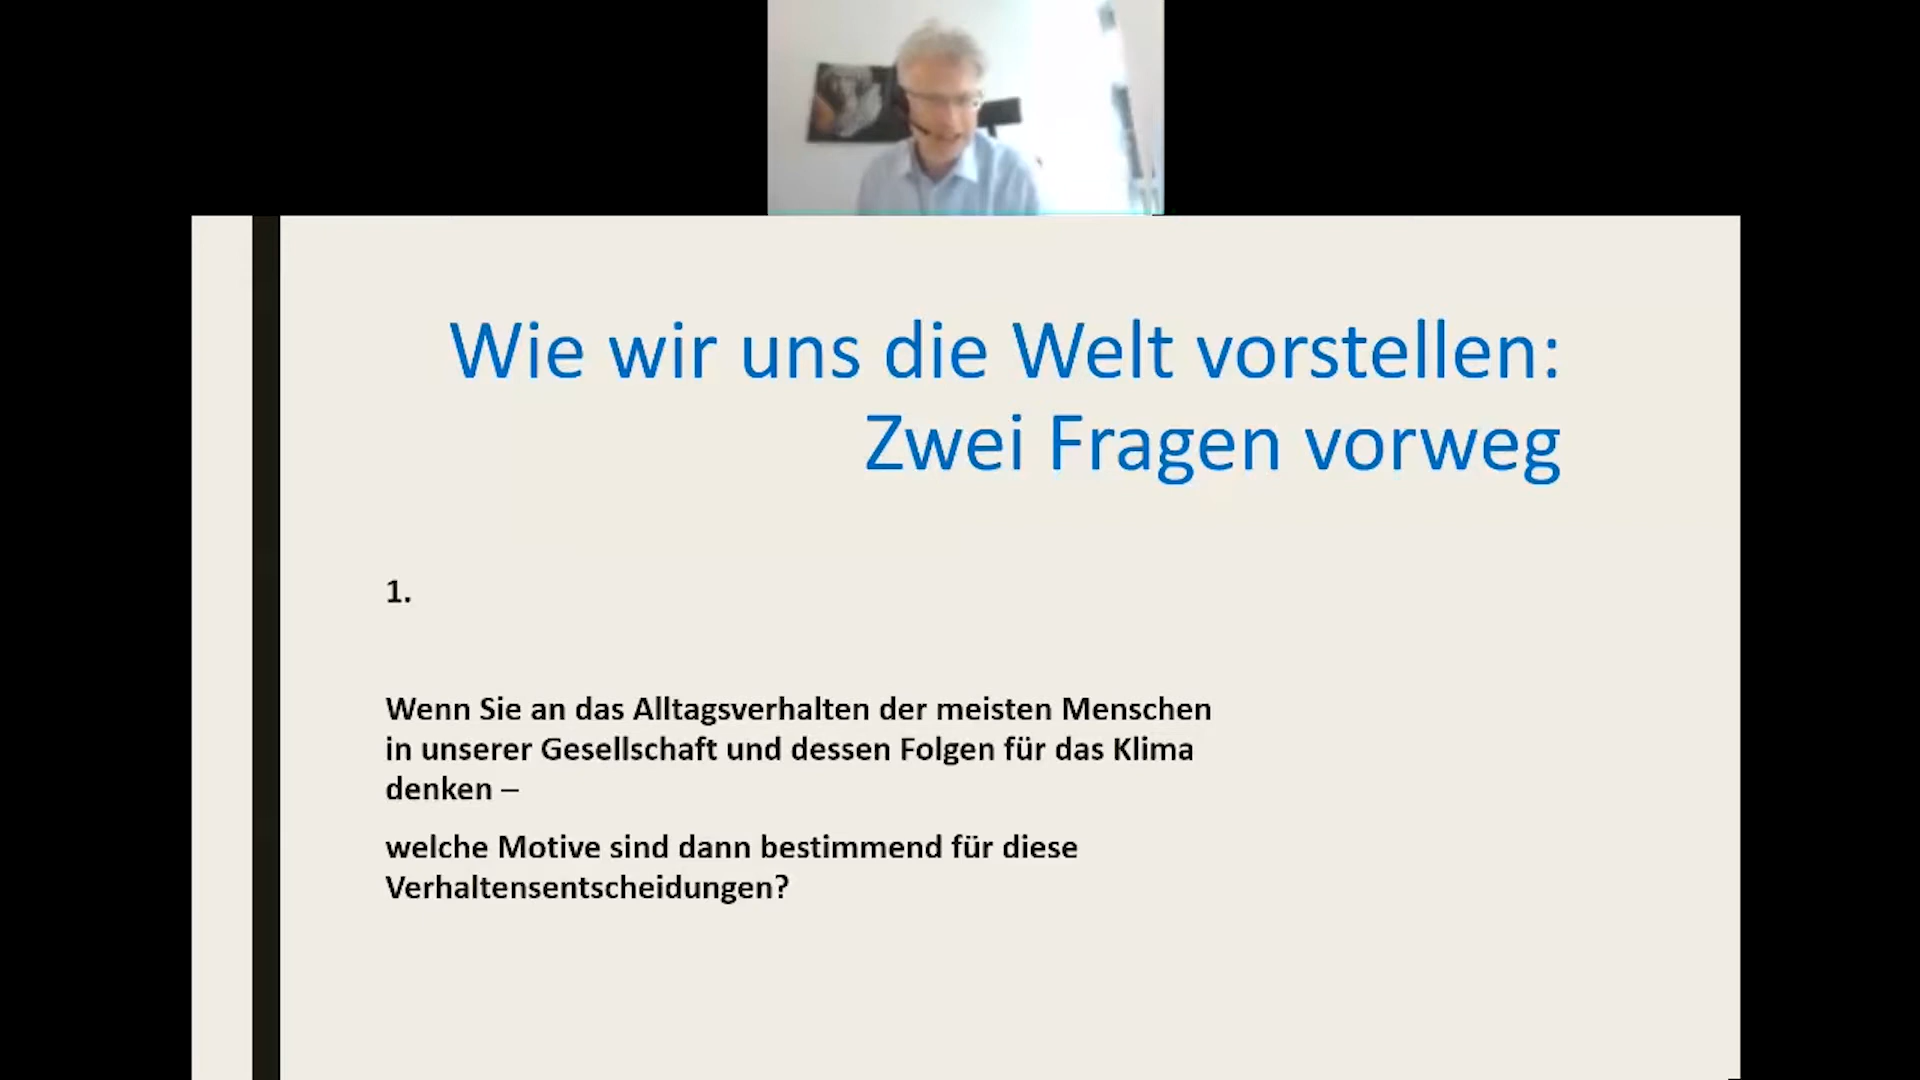 Wie wir uns die Welt vorstellen:
Zwei Fragen vorweg
1.
Wenn Sie an das Alltagsverhalten der meisten Menschen
in unserer Gesellschaft und dessen Folgen für das Klima
denken –
welche Motive sind dann bestimmend für diese
Verhaltensentscheidungen?